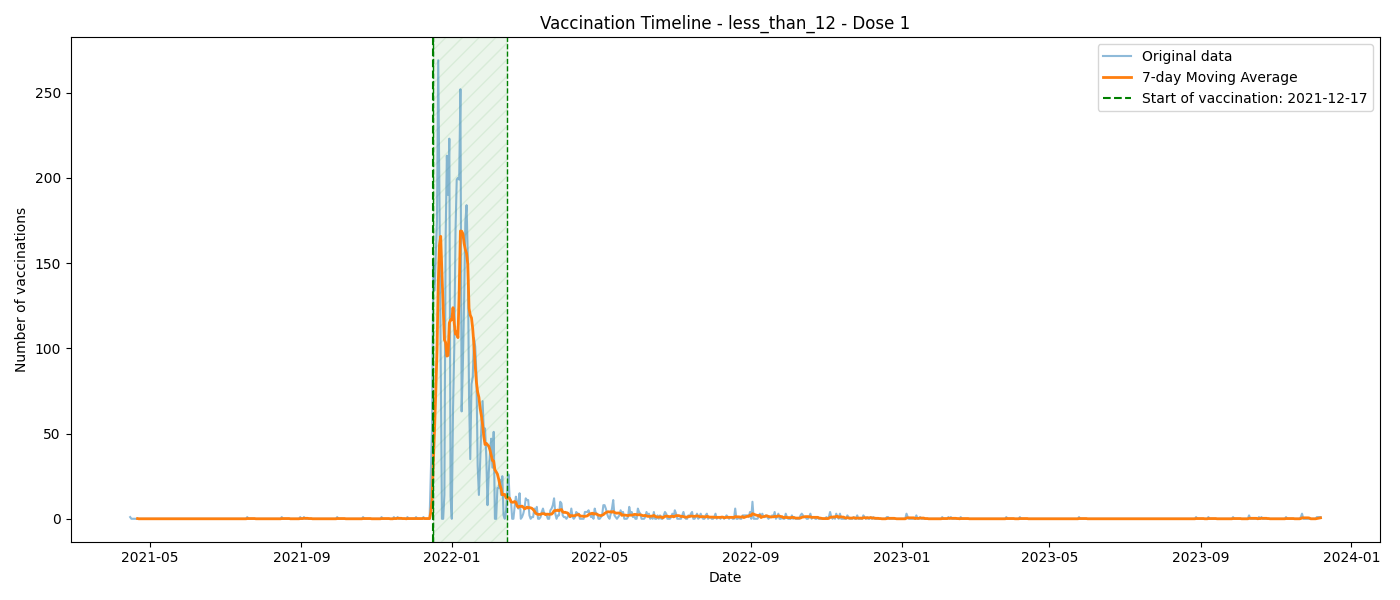 Vaccination Timeline - less_than_12 - Dose 1
Original data
7-day Moving Average
Start of vaccination: 2021-12-17
Number of vaccinations
250
200
150
100
50
0
2021-05
2021-09
2022-01
2022-05
2022-09
2023-01
2023-05
2023-09
2024-01
Date